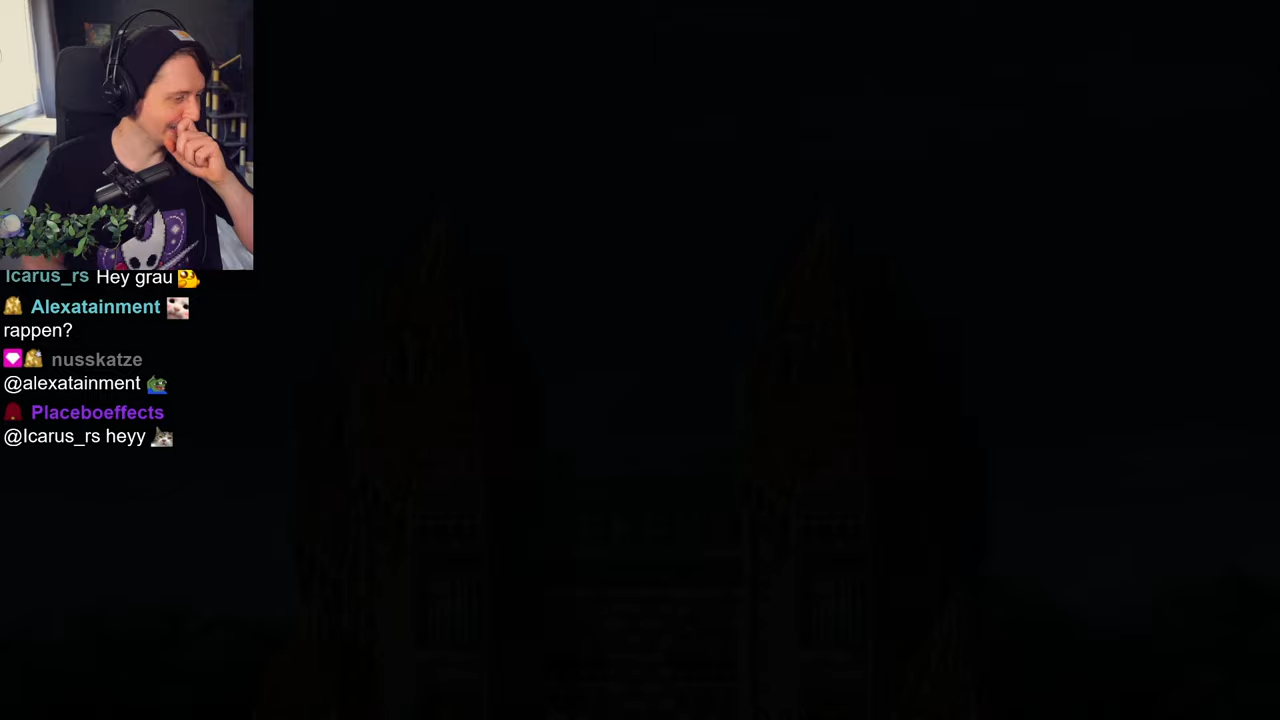 Icarus_rs Hey grau
Alexatainment
rappen?
nusskatze
@alexatainment
Placeboeffects
@Icarus_rs heyy